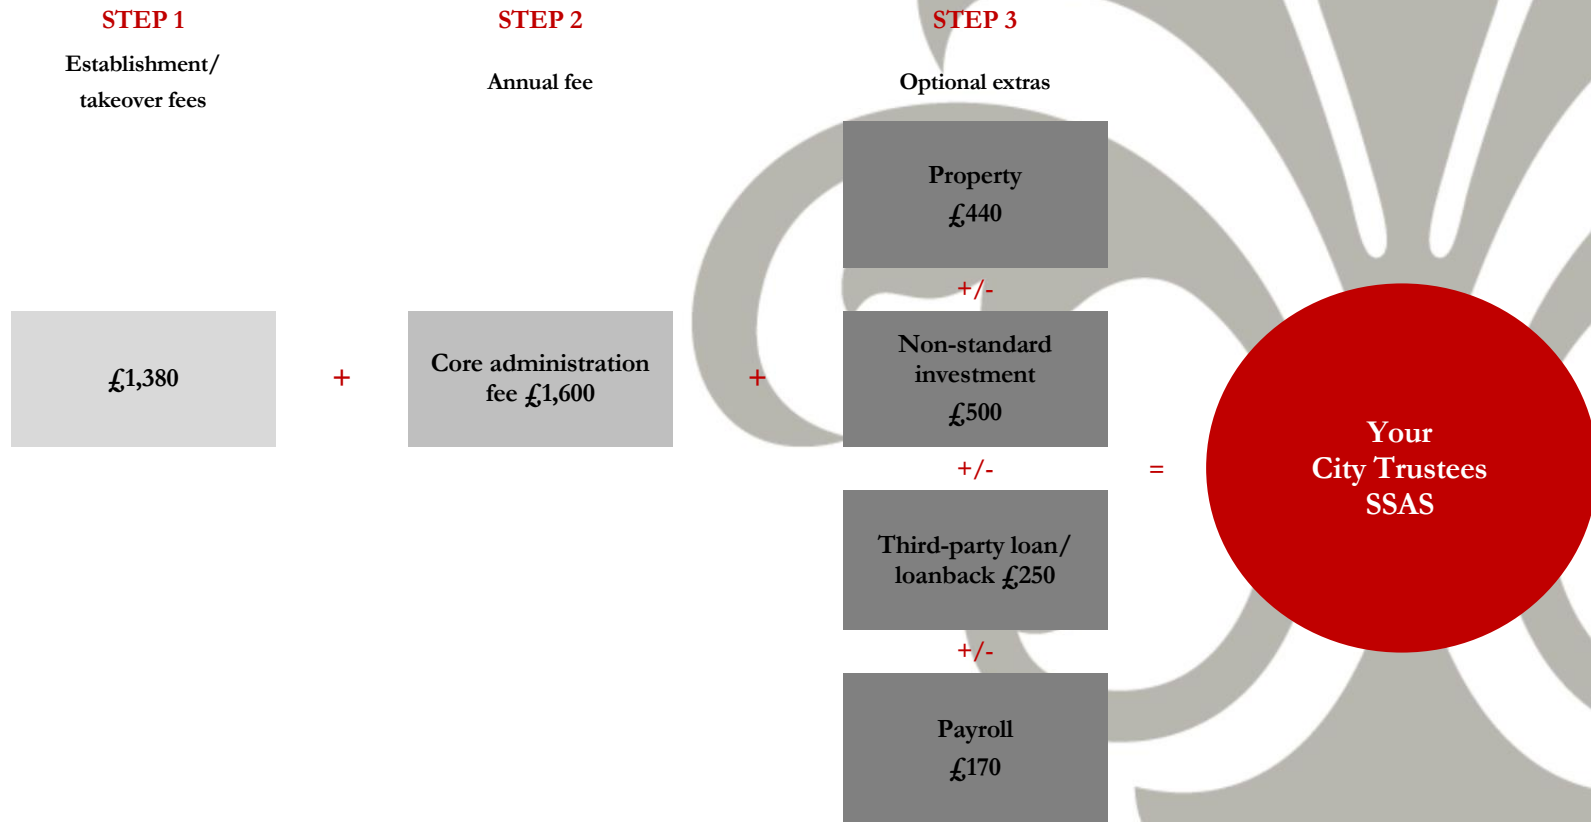 STEP 1
Establishment/
takeover fees
£1,380
+
STEP 2
Annual fee
Core administration
fee £1,600
+
STEP 3
Optional extras
Property
£440
+/-
Non-standard
investment
£500
+/-
Third-party loan/
loanback £250
+/-
Payroll
£170
=
Your
City Trustees
SSAS